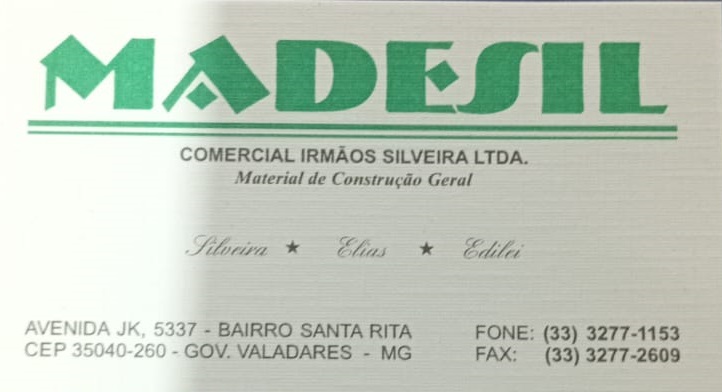 MADESIL
COMERCIAL IRMÃOS SILVEIRA LTDA.
Material de Construção Geral
Silveira ★ Elias ★ Edilei
AVENIDA JK, 5337 - BAIRRO SANTA RITA FONE: (33) 3277-1153
CEP 35040-260 - GOV. VALADARES - MG FAX: (33) 3277-2609